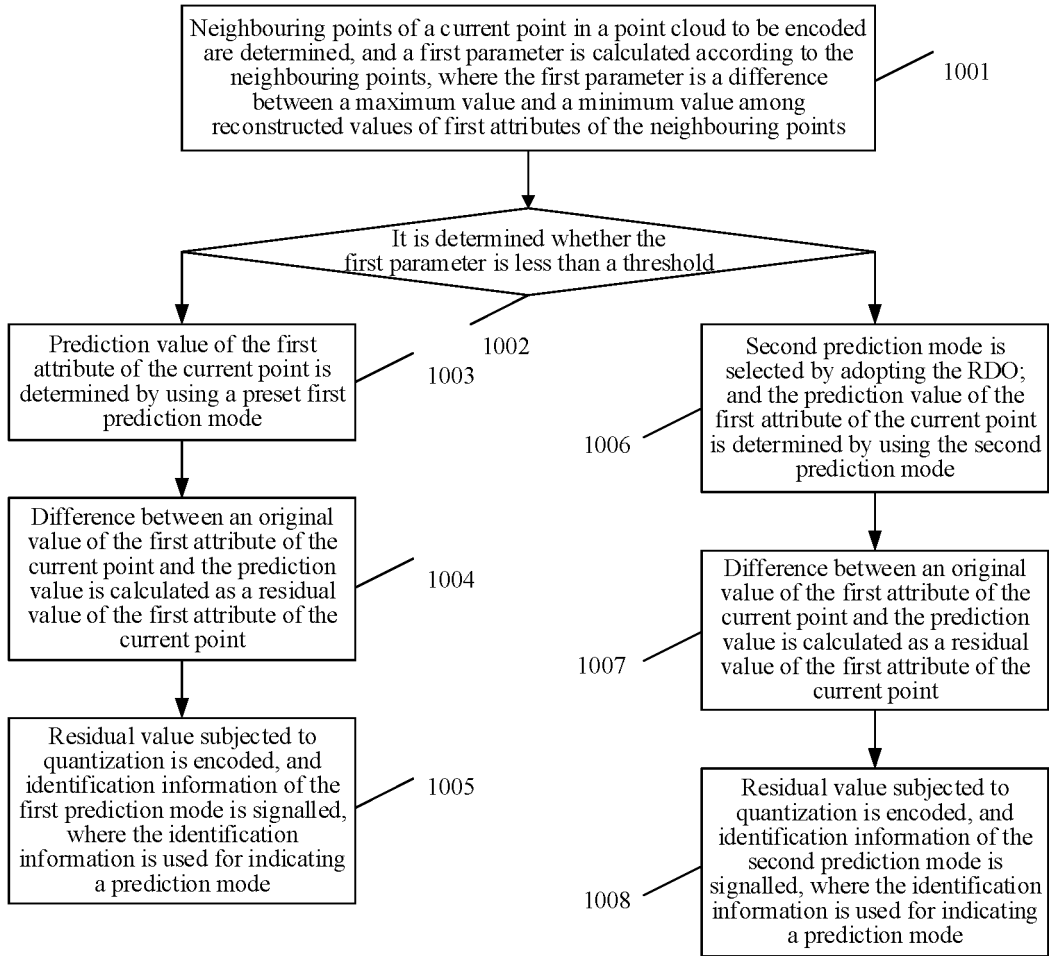 Neighbouring points of a current point in a point cloud to be encoded
are determined, and a first parameter is calculated according to the
neighbouring points, where the first parameter is a difference
between a maximum value and a minimum value among
reconstructed values of first attributes of the neighbouring points
1001
It is determined whether the
first parameter is less than a threshold
1002
Prediction value of the first
attribute of the current point is
determined by using a preset first
prediction mode
1003
Difference between an original
value of the first attribute of the
current point and the prediction
value is calculated as a residual
value of the first attribute of the
current point
1004
Residual value subjected to
quantization is encoded, and
identification information of the
first prediction mode is signalled,
where the identification
information is used for indicating
a prediction mode
1005
Second prediction mode is
selected by adopting the RDO;
and the prediction value of the
first attribute of the current point
is determined by using the second
prediction mode
1006
Difference between an original
value of the first attribute of the
current point and the prediction
value is calculated as a residual
value of the first attribute of the
current point
1007
Residual value subjected to
quantization is encoded, and
identification information of the
second prediction mode is
signalled, where the identification
information is used for indicating
a prediction mode
1008